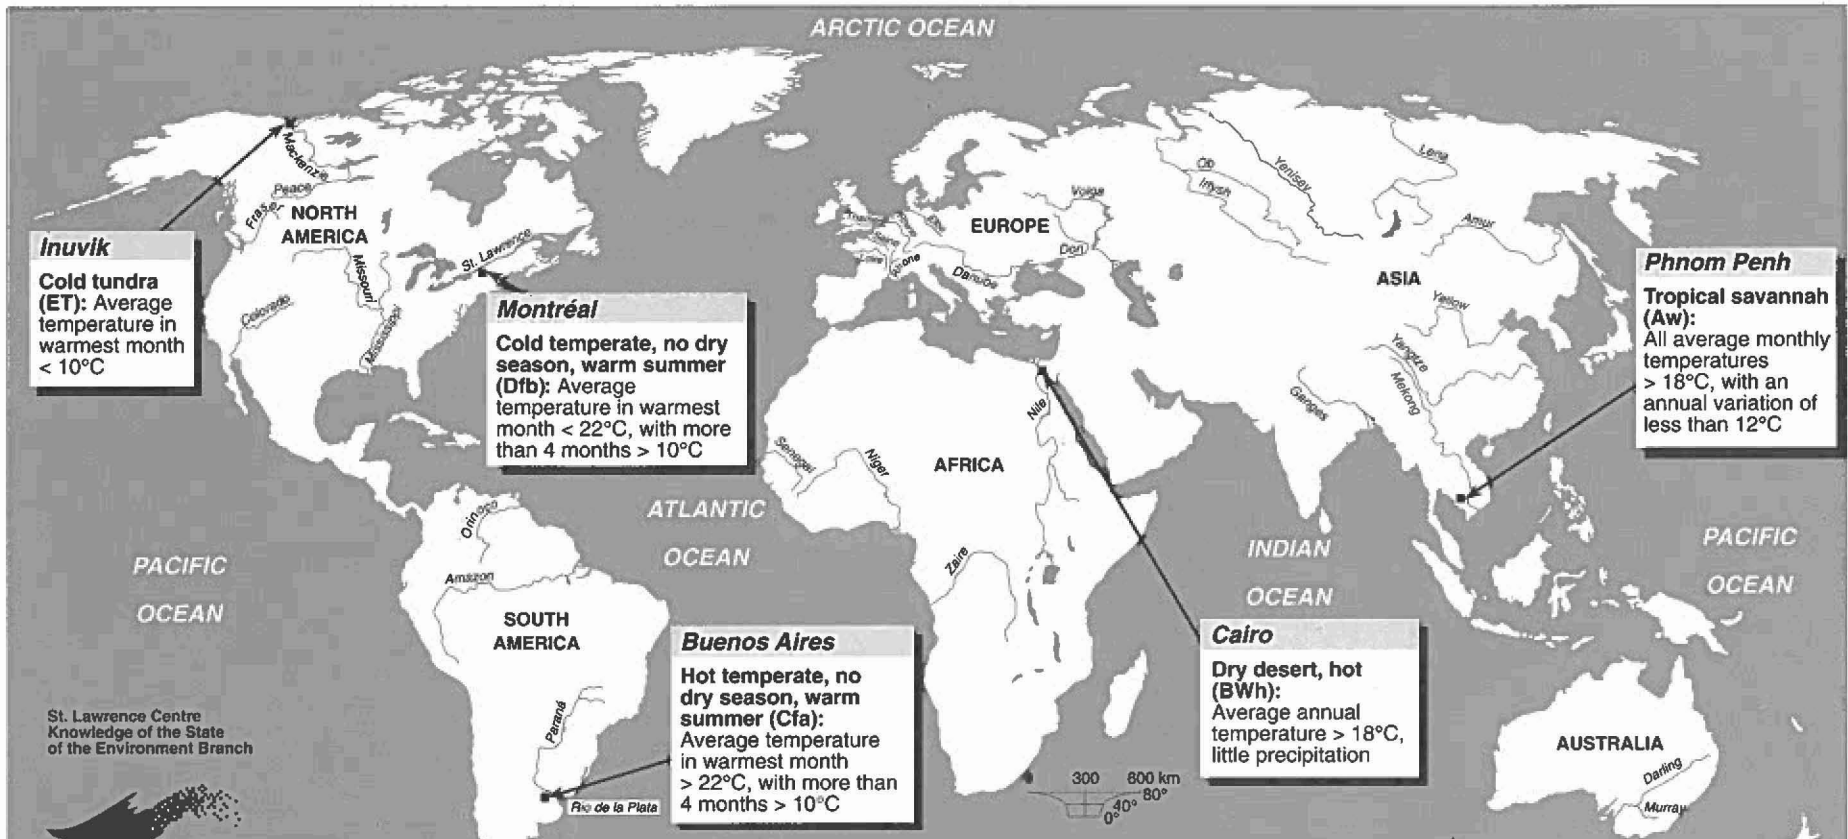 ARCTIC OCEAN
Mackenzie
Peace
Fraser
NORTH
AMERICA
St. Lawrence
Missouri
Colorado
Mississippi
Inuvik
Cold tundra
(ET): Average
temperature in
warmest month
< 10°C
Montréal
Cold temperate, no dry
season, warm summer
(Dfb): Average
temperature in warmest
month < 22°C, with more
than 4 months > 10°C
EUROPE
Seine
Loire
Rhone
Danube
Volga
Don
Ob
Irtysh
Yenisey
Lena
Amur
ASIA
Yellow
Yangtze
Mekong
Ganges
Phnom Penh
Tropical savannah
(Aw):
All average monthly
temperatures
> 18°C, with an
annual variation of
less than 12°C
Nile
Senegal
Niger
AFRICA
Zaire
ATLANTIC
OCEAN
PACIFIC
OCEAN
INDIAN
OCEAN
PACIFIC
OCEAN
Orinoco
Amazon
SOUTH
AMERICA
Paraná
Rio de la Plata
Buenos Aires
Hot temperate, no
dry season, warm
summer (Cfa):
Average temperature
in warmest month
> 22°C, with more than
4 months > 10°C
Cairo
Dry desert, hot
(BWh):
Average annual
temperature > 18°C,
little precipitation
AUSTRALIA
Darling
Murray
300 800 km
80°
40°
0°
St. Lawrence Centre
Knowledge of the State
of the Environment Branch